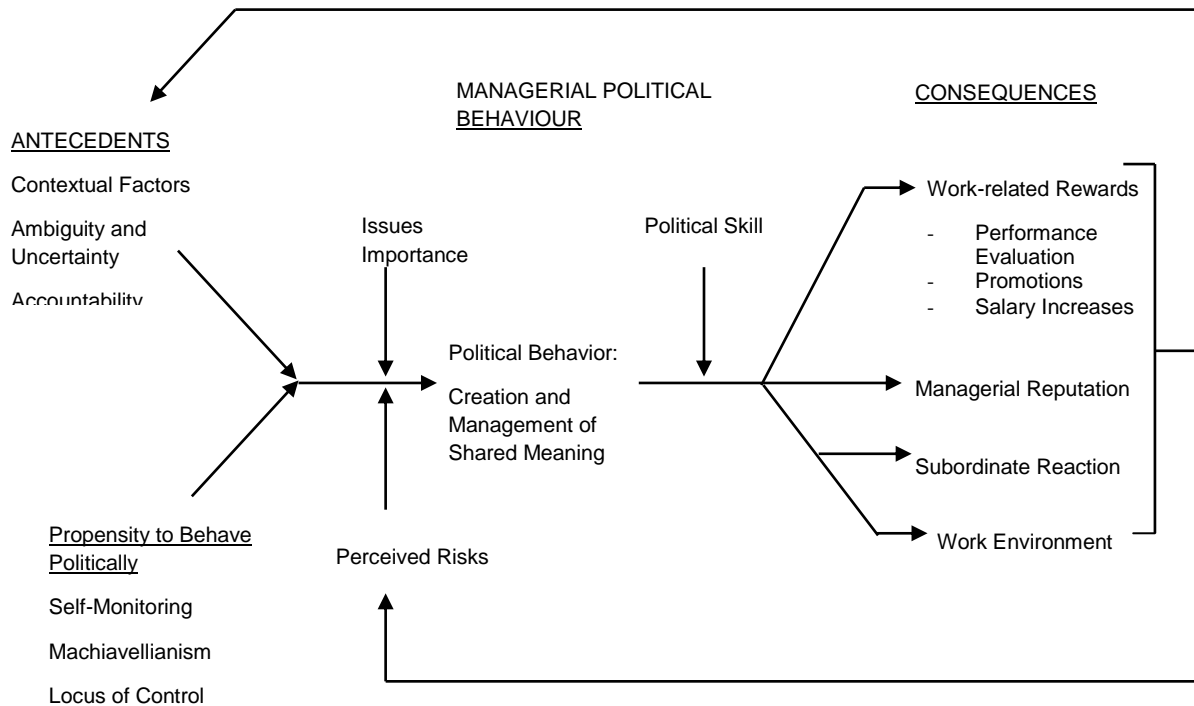 MANAGERIAL POLITICAL
BEHAVIOUR
CONSEQUENCES
ANTECEDENTS
Contextual Factors
Ambiguity and
Uncertainty
Accountability
Issues
Importance
Political Skill
Work-related Rewards
- Performance
Evaluation
- Promotions
- Salary Increases
Political Behavior:
Creation and
Management of
Shared Meaning
Managerial Reputation
Subordinate Reaction
Work Environment
Propensity to Behave
Politically
Self-Monitoring
Machiavellianism
Locus of Control
Perceived Risks